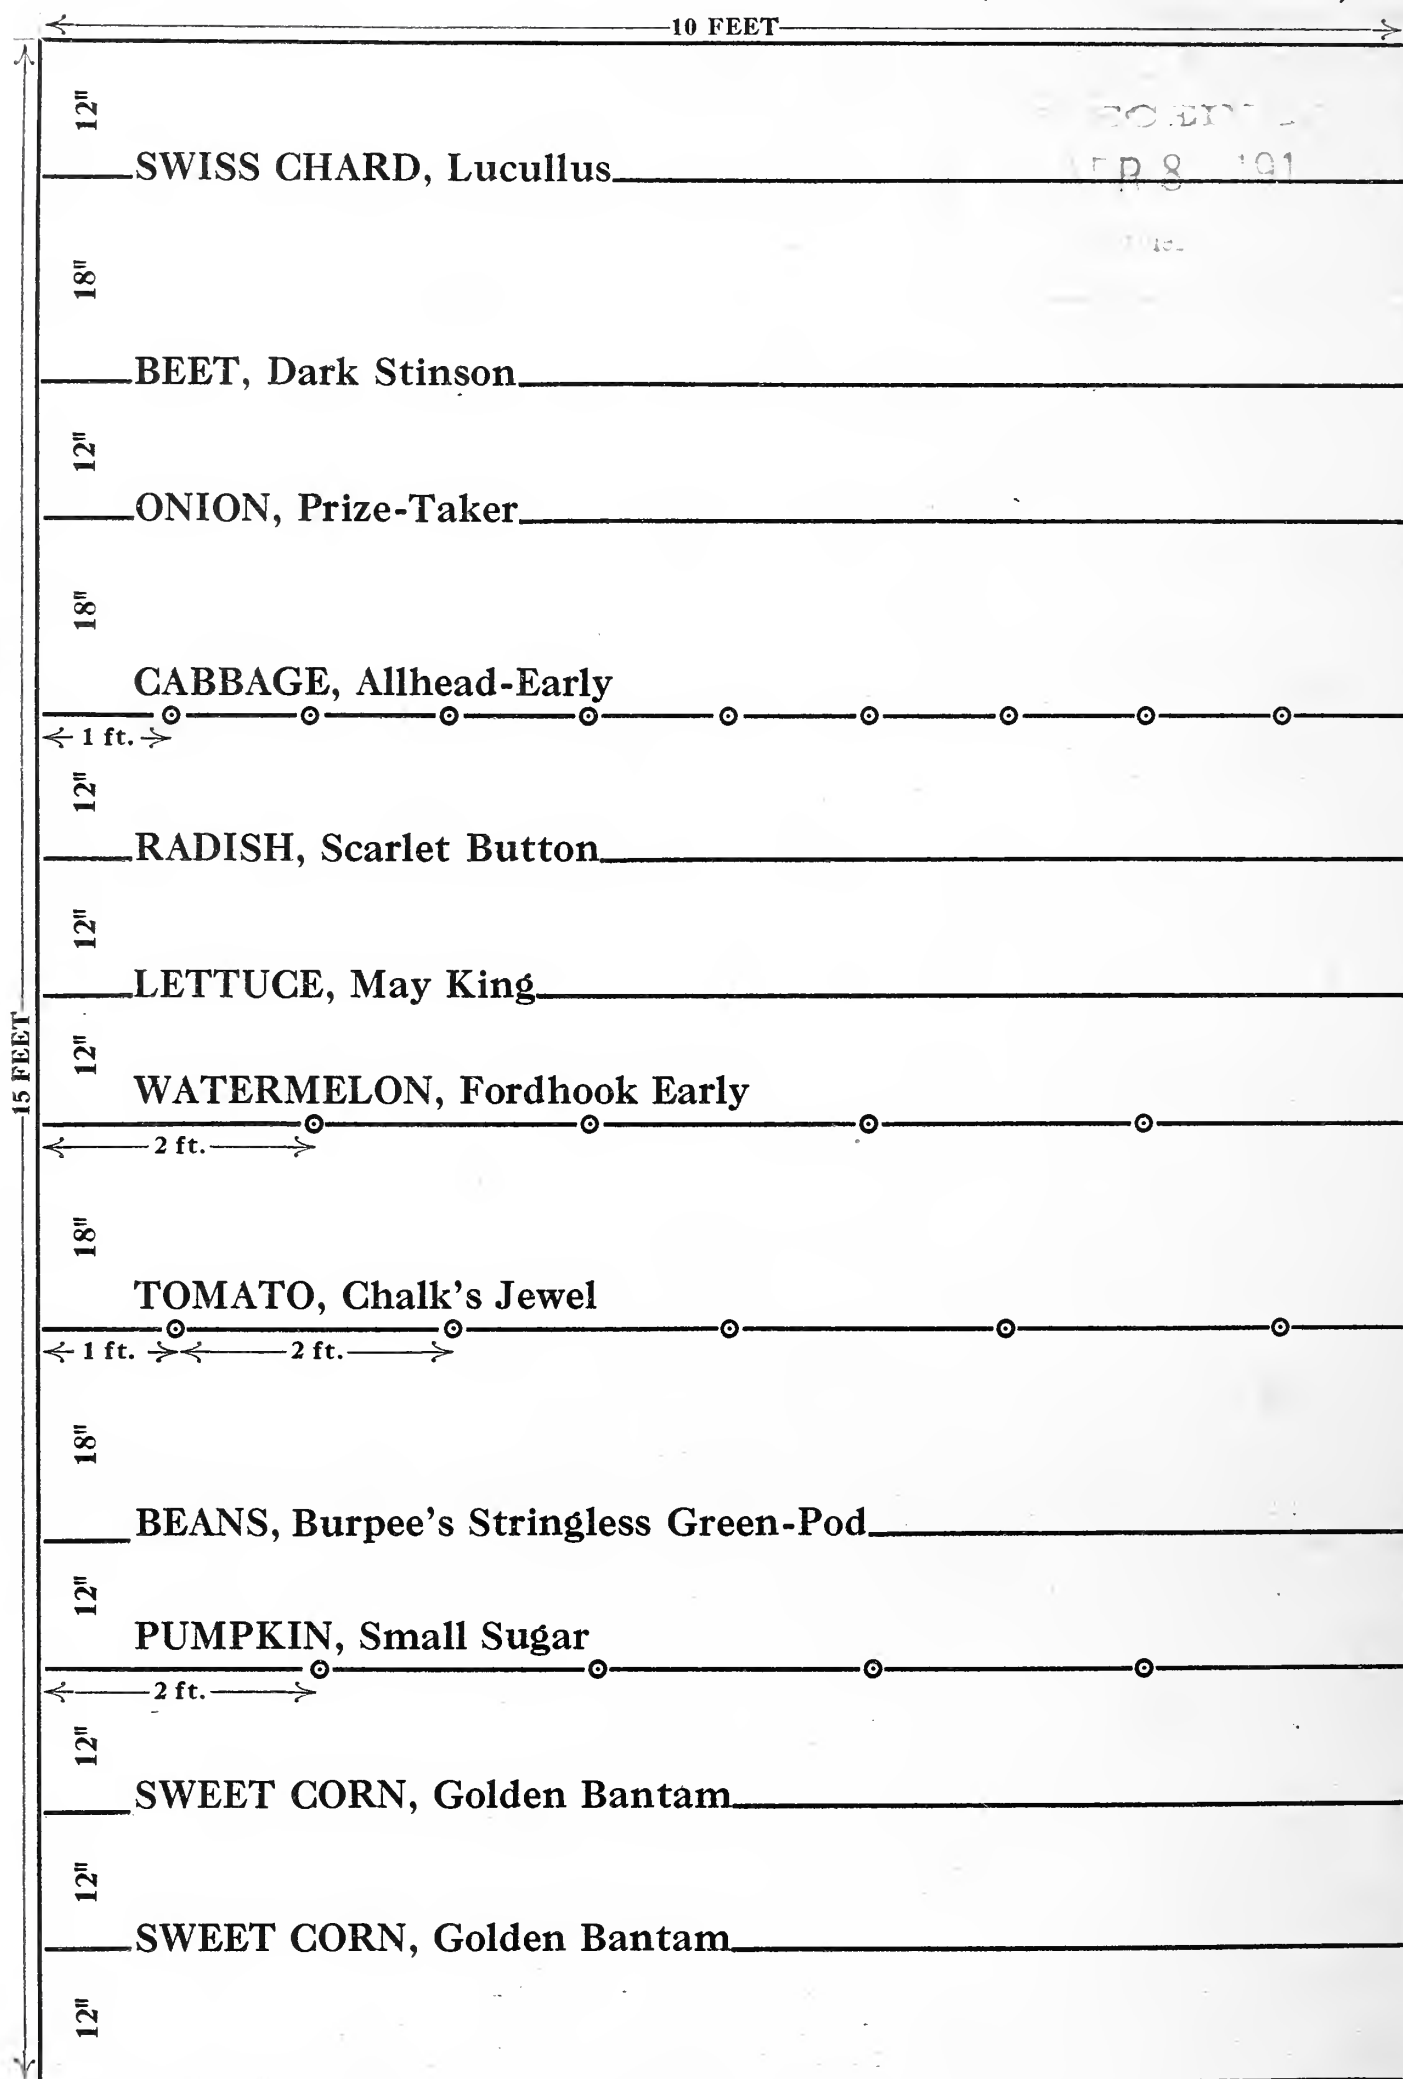 10 FEET
12"
SWISS CHARD, Lucullus
18"
BEET, Dark Stinson
12"
ONION, Prize-Taker
18"
CABBAGE, Allhead-Early
1 ft.
12"
RADISH, Scarlet Button
12"
LETTUCE, May King
15 FEET
12"
WATERMELON, Fordhook Early
2 ft.
18"
TOMATO, Chalk's Jewel
1 ft. 2 ft.
18"
BEANS, Burpee's Stringless Green-Pod
12"
PUMPKIN, Small Sugar
2 ft.
12"
SWEET CORN, Golden Bantam
12"
SWEET CORN, Golden Bantam
12"